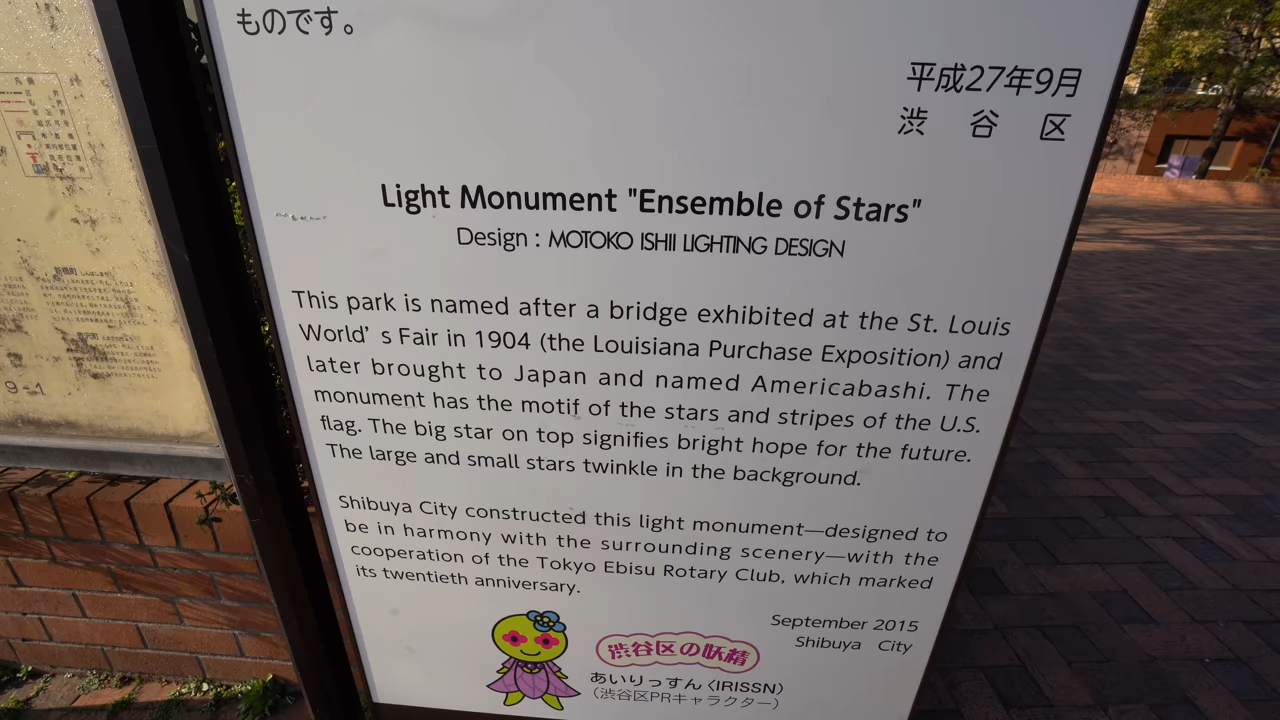 ものです。
平成27年9月
渋谷区
Light Monument "Ensemble of Stars"
Design : MOTOKO ISHII LIGHTING DESIGN
This park is named after a bridge exhibited at the St. Louis
World’s Fair in 1904 (the Louisiana Purchase Exposition) and
later brought to Japan and named Americabashi. The
monument has the motif of the stars and stripes of the U.S.
flag. The big star on top signifies bright hope for the future.
The large and small stars twinkle in the background.
Shibuya City constructed this light monument—designed to
be in harmony with the surrounding scenery—with the
cooperation of the Tokyo Ebisu Rotary Club, which marked
its twentieth anniversary.
September 2015
Shibuya City
渋谷区の妖精
あいりっすん〈IRISSN〉
（渋谷区PRキャラクター）
凡例
9-1